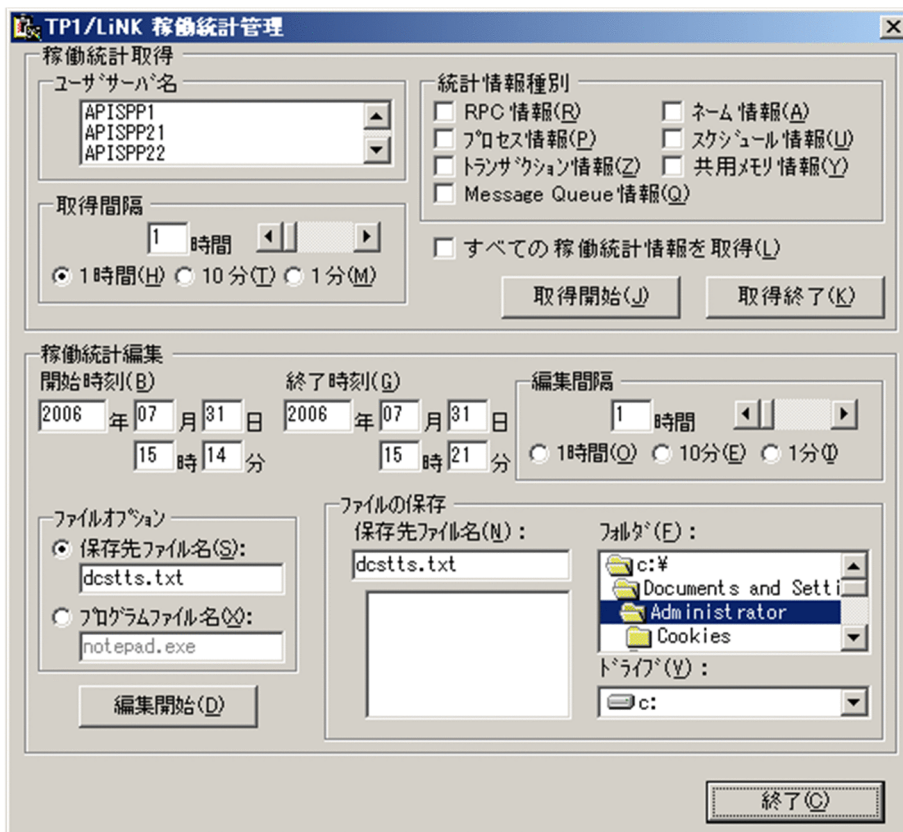 TP1/LiNK 稼働統計管理
稼働統計取得
ﾕｰｻﾞｻｰﾊﾞ名
APISPP1
APISPP21
APISPP22
統計情報種別
RPC 情報(R)
ﾈｰﾑ情報(A)
ﾌﾟﾛｾｽ情報(P)
ｽｹｼﾞｭｰﾙ情報(U)
ﾄﾗﾝｻﾞｸｼｮﾝ情報(Z)
共用ﾒﾓﾘ情報(Y)
Message Queue情報(Q)
取得間隔
1 時間
1時間(H) 10分(T) 1分(M)
すべての稼働統計情報を取得(L)
取得開始(J)
取得終了(K)
稼働統計編集
開始時刻(B)
2006 年 07 月 31 日
15 時 14 分
終了時刻(G)
2006 年 07 月 31 日
15 時 21 分
編集間隔
1 時間
1時間(O) 10分(E) 1分(I)
ﾌｧｲﾙｵﾌﾟｼｮﾝ
保存先ﾌｧｲﾙ名(S):
dcstts.txt
ﾌﾟﾛｸﾞﾗﾑﾌｧｲﾙ名(X):
notepad.exe
編集開始(D)
ﾌｧｲﾙの保存
保存先ﾌｧｲﾙ名(N) :
dcstts.txt
ﾌｫﾙﾀﾞ(F) :
c:¥
Documents and Setti
Administrator
Cookies
ﾄﾞﾗｲﾌﾞ(V) :
c:
終了(C)